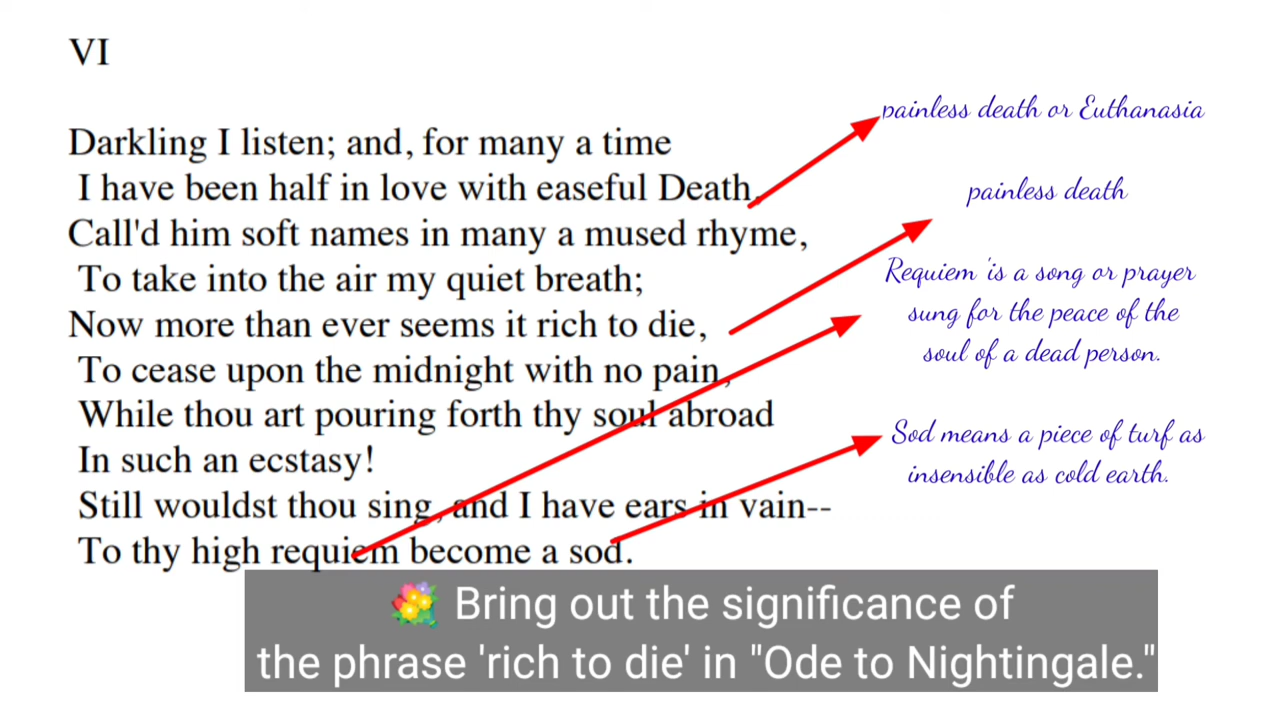 VI
Darkling I listen; and, for many a time
I have been half in love with easeful Death,
Call'd him soft names in many a mused rhyme,
To take into the air my quiet breath;
Now more than ever seems it rich to die,
To cease upon the midnight with no pain,
While thou art pouring forth thy soul abroad
In such an ecstasy!
Still wouldst thou sing, and I have ears in vain--
To thy high requiem become a sod.
painless death or Euthanasia
painless death
Requiem 'is a song or prayer
sung for the peace of the
soul of a dead person.
Sod means a piece of turf as
insensible as cold earth.
💐 Bring out the significance of
the phrase 'rich to die' in "Ode to Nightingale."